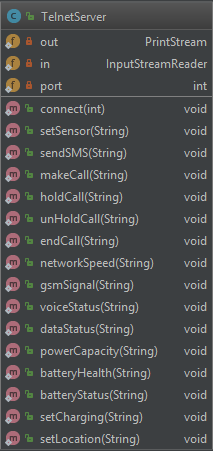 C TelnetServer
f out PrintStream
f in InputStreamReader
f port int
m connect(int) void
m setSensor(String) void
m sendSMS(String) void
m makeCall(String) void
m holdCall(String) void
m unHoldCall(String) void
m endCall(String) void
m networkSpeed(String) void
m gsmSignal(String) void
m voiceStatus(String) void
m dataStatus(String) void
m powerCapacity(String) void
m batteryHealth(String) void
m batteryStatus(String) void
m setCharging(String) void
m setLocation(String) void